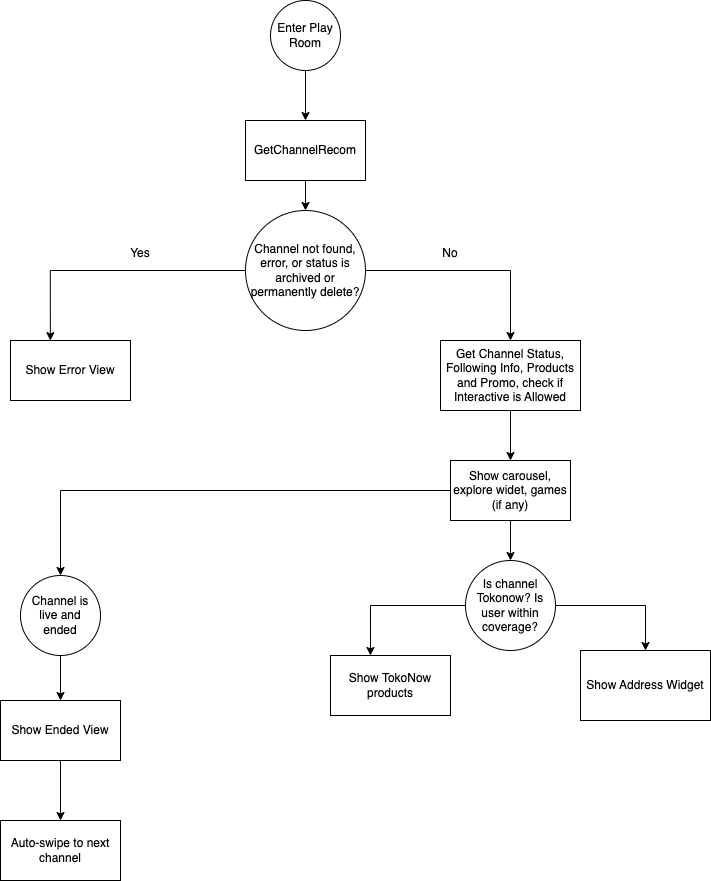 Enter Play
Room
GetChannelRecom
Channel not found,
error, or status is
archived or
permanently delete?
Yes
No
Show Error View
Get Channel Status,
Following Info, Products
and Promo, check if
Interactive is Allowed
Show carousel,
explore widet, games
(if any)
Channel is
live and
ended
Is channel
Tokonow? Is
user within
coverage?
Show TokoNow
products
Show Address Widget
Show Ended View
Auto-swipe to next
channel